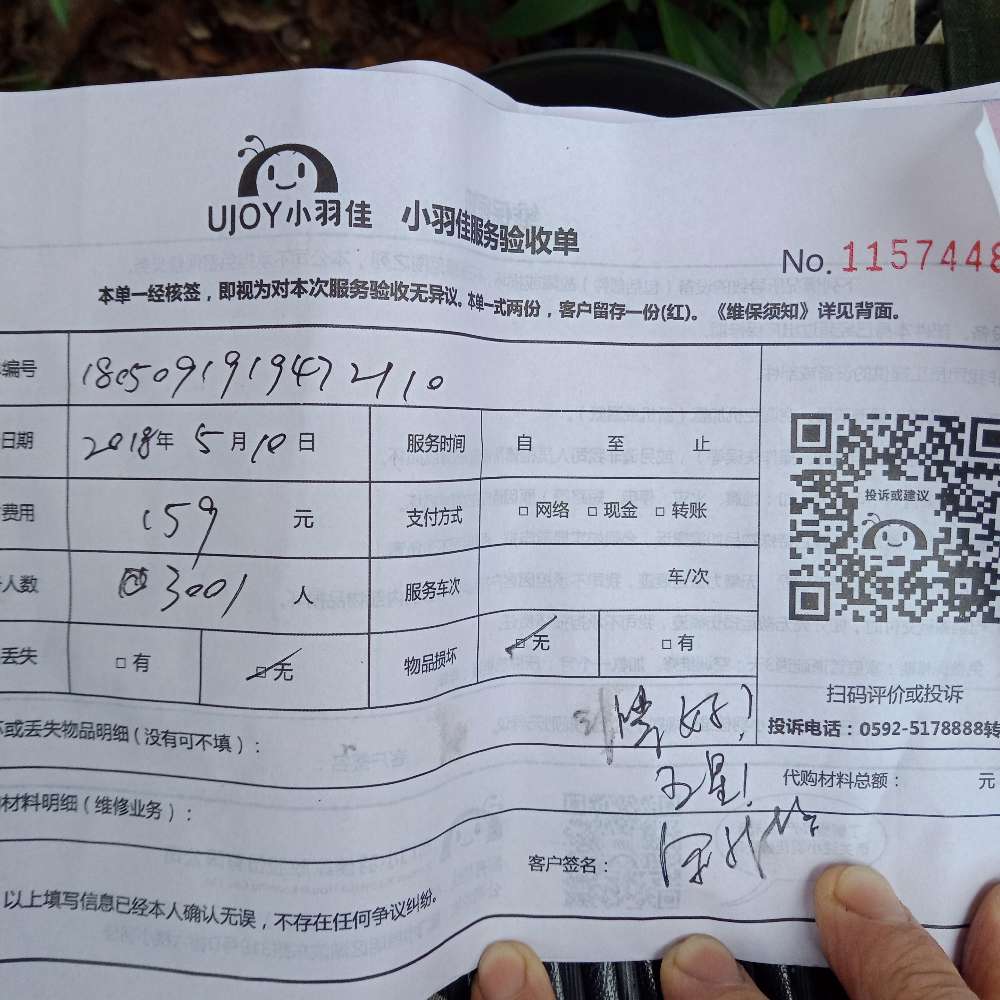 UJOY小羽佳 小羽佳服务验收单
No. 1157448
本单一经核签，即视为对本次服务验收无异议。本单一式两份，客户留存一份(红)。《维保须知》详见背面。
编号 1805091919472110
日期 2018年 5月10日 服务时间 自 至 止
费用 159 元 支付方式 □ 网络 □ 现金 □ 转账
人数 3001 人 服务车次 车/次
丢失 □ 有 □ 无 物品损坏 □ 无 □ 有
投诉或建议
扫码评价或投诉
投诉电话：0592-5178888转
或丢失物品明细 (没有可不填)：
很好！
五星！
代购材料总额： 元
材料明细 (维修业务)：
客户签名：
以上填写信息已经本人确认无误，不存在任何争议纠纷。